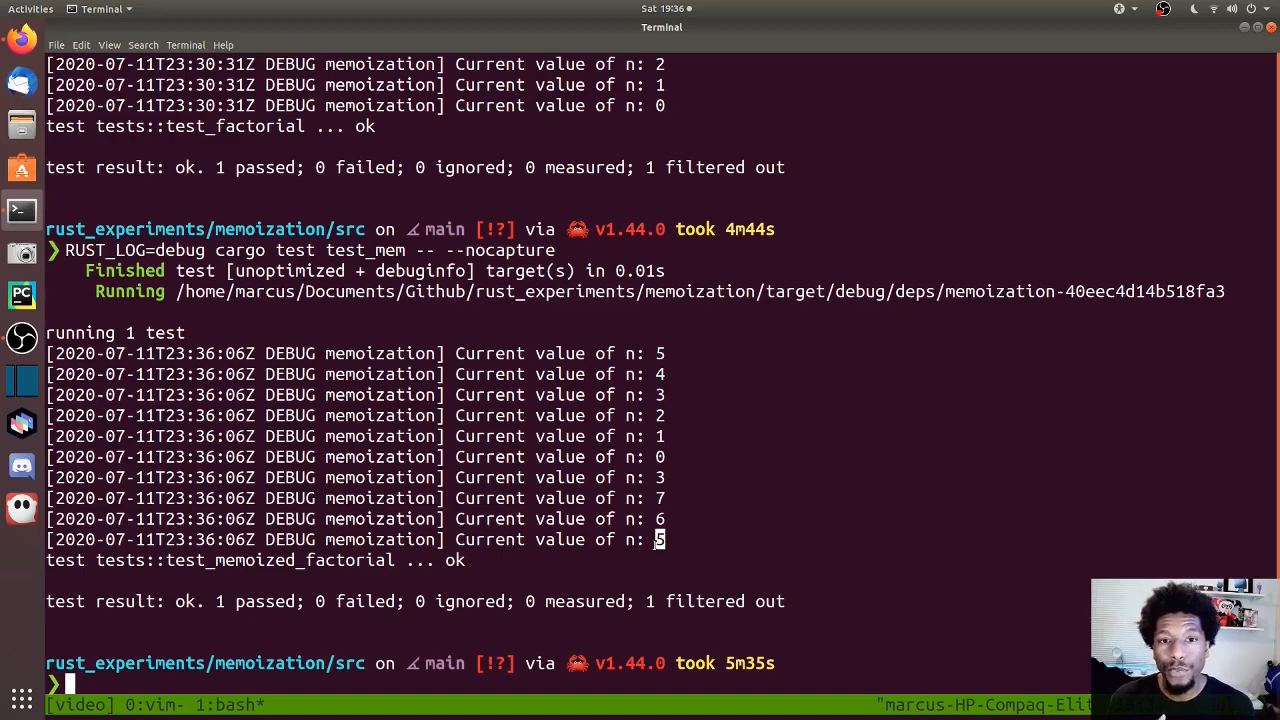 Activities Terminal Sat 19:36
Terminal
File Edit View Search Terminal Help
[2020-07-11T23:30:31Z DEBUG memoization] Current value of n: 2
[2020-07-11T23:30:31Z DEBUG memoization] Current value of n: 1
[2020-07-11T23:30:31Z DEBUG memoization] Current value of n: 0
test tests::test_factorial ... ok
test result: ok. 1 passed; 0 failed; 0 ignored; 0 measured; 1 filtered out
rust_experiments/memoization/src on main [!?] via 🦀 v1.44.0 took 4m44s
❯ RUST_LOG=debug cargo test test_mem -- --nocapture
Finished test [unoptimized + debuginfo] target(s) in 0.01s
Running /home/marcus/Documents/Github/rust_experiments/memoization/target/debug/deps/memoization-40eec4d14b518fa3
running 1 test
[2020-07-11T23:36:06Z DEBUG memoization] Current value of n: 5
[2020-07-11T23:36:06Z DEBUG memoization] Current value of n: 4
[2020-07-11T23:36:06Z DEBUG memoization] Current value of n: 3
[2020-07-11T23:36:06Z DEBUG memoization] Current value of n: 2
[2020-07-11T23:36:06Z DEBUG memoization] Current value of n: 1
[2020-07-11T23:36:06Z DEBUG memoization] Current value of n: 0
[2020-07-11T23:36:06Z DEBUG memoization] Current value of n: 3
[2020-07-11T23:36:06Z DEBUG memoization] Current value of n: 7
[2020-07-11T23:36:06Z DEBUG memoization] Current value of n: 6
[2020-07-11T23:36:06Z DEBUG memoization] Current value of n: 5
test tests::test_memoized_factorial ... ok
test result: ok. 1 passed; 0 failed; 0 ignored; 0 measured; 1 filtered out
rust_experiments/memoization/src on main [!?] via 🦀 v1.44.0 took 5m35s
❯
[video] 0:vim- 1:bash* "marcus-HP-Compaq-Elit